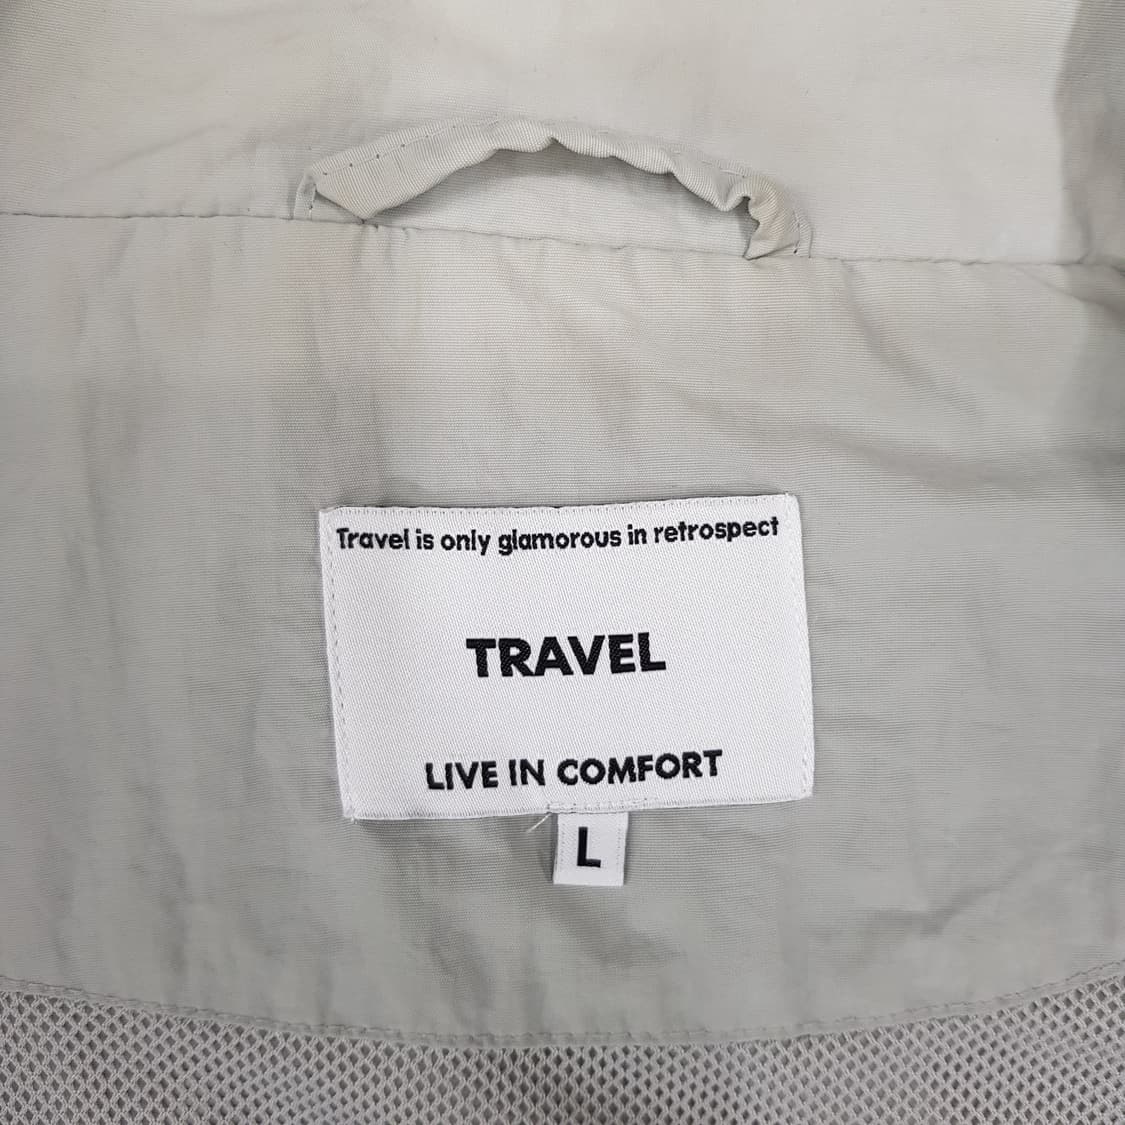 Travel is only glamorous in retrospect
TRAVEL
LIVE IN COMFORT
L